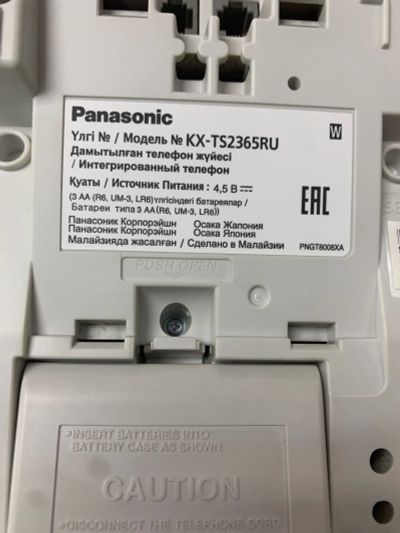 Panasonic
Үлгі № / Модель № KX-TS2365RU
W
Дамытылған телефон жүйесі
/ Интегрированный телефон
Қуаты / Источник Питания : 4,5 В ⎓
(3 AA (R6, UM-3, LR6)үлгісіндегі батареялар /
Батареи типа 3 AA (R6, UM-3, LR6))
EAC
Панасоник Корпорэйшн Осака Жапония
Панасоник Корпорэйшн Осака Япония
Малайзияда жасалған / Сделано в Малайзии
PNGT8008XA
PUSH OPEN
INSERT BATTERIES INTO
BATTERY CASE AS SHOWN.
CAUTION
DISCONNECT THE TELEPHONE CORD